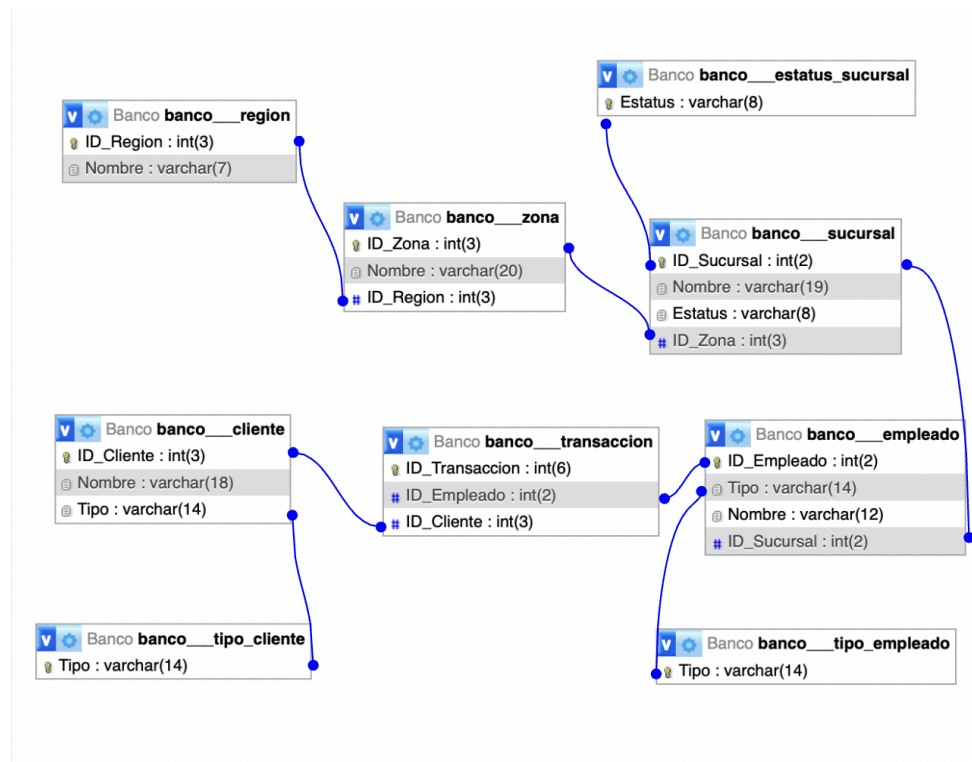 Banco banco___estatus_sucursal
Estatus : varchar(8)
Banco banco___region
ID_Region : int(3)
Nombre : varchar(7)
Banco banco___zona
ID_Zona : int(3)
Nombre : varchar(20)
# ID_Region : int(3)
Banco banco___sucursal
ID_Sucursal : int(2)
Nombre : varchar(19)
Estatus : varchar(8)
# ID_Zona : int(3)
Banco banco___cliente
ID_Cliente : int(3)
Nombre : varchar(18)
Tipo : varchar(14)
Banco banco___transaccion
ID_Transaccion : int(6)
# ID_Empleado : int(2)
# ID_Cliente : int(3)
Banco banco___empleado
ID_Empleado : int(2)
Tipo : varchar(14)
Nombre : varchar(12)
# ID_Sucursal : int(2)
Banco banco___tipo_cliente
Tipo : varchar(14)
Banco banco___tipo_empleado
Tipo : varchar(14)